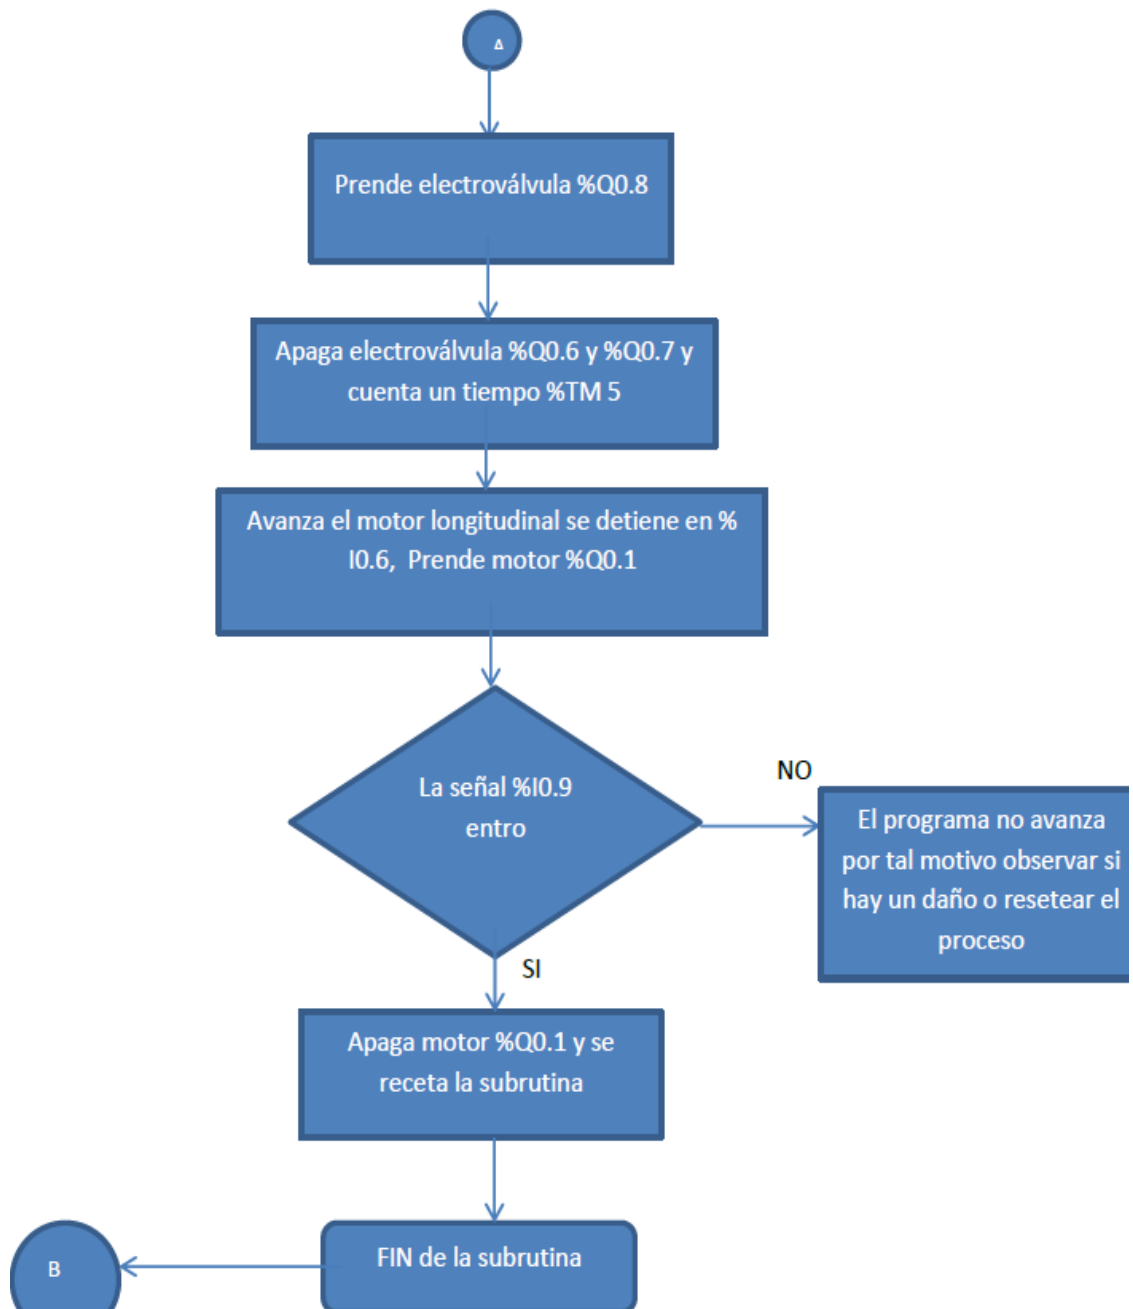 A
Prende electroválvula %Q0.8
Apaga electroválvula %Q0.6 y %Q0.7 y
cuenta un tiempo %TM 5
Avanza el motor longitudinal se detiene en %
I0.6, Prende motor %Q0.1
La señal %I0.9
entro
NO
El programa no avanza
por tal motivo observar si
hay un daño o resetear el
proceso
SI
Apaga motor %Q0.1 y se
receta la subrutina
FIN de la subrutina
B